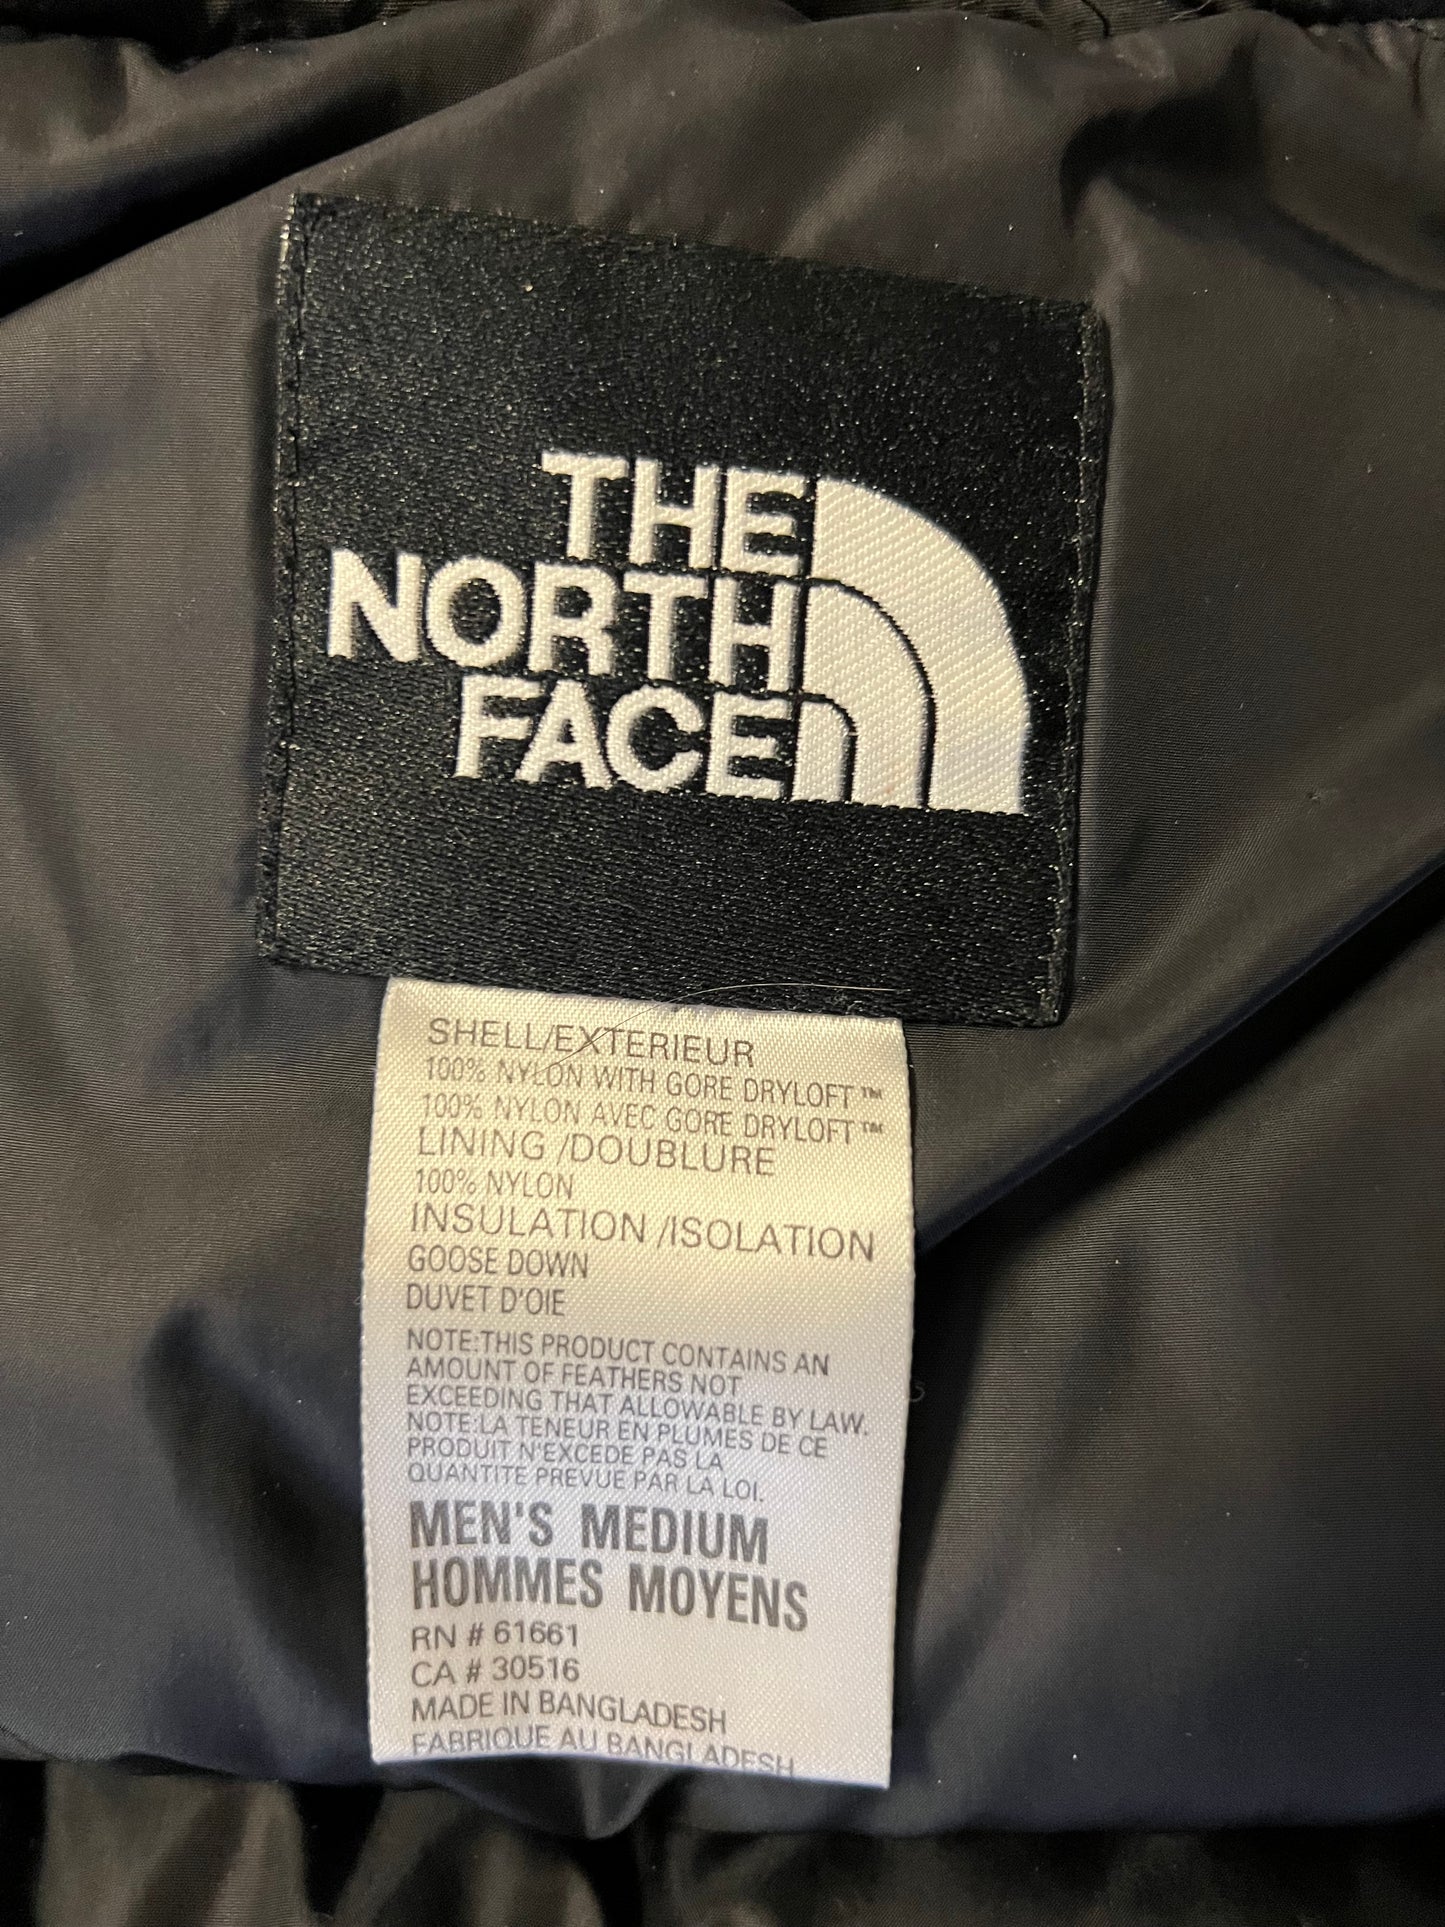 THE
NORTH
FACE
SHELL/EXTERIEUR
100% NYLON WITH GORE DRYLOFT™
100% NYLON AVEC GORE DRYLOFT™
LINING /DOUBLURE
100% NYLON
INSULATION /ISOLATION
GOOSE DOWN
DUVET D'OIE
NOTE:THIS PRODUCT CONTAINS AN
AMOUNT OF FEATHERS NOT
EXCEEDING THAT ALLOWABLE BY LAW.
NOTE:LA TENEUR EN PLUMES DE CE
PRODUIT N'EXCEDE PAS LA
QUANTITE PREVUE PAR LA LOI.
MEN'S MEDIUM
HOMMES MOYENS
RN # 61661
CA # 30516
MADE IN BANGLADESH
FABRIQUE AU BANGLADESH